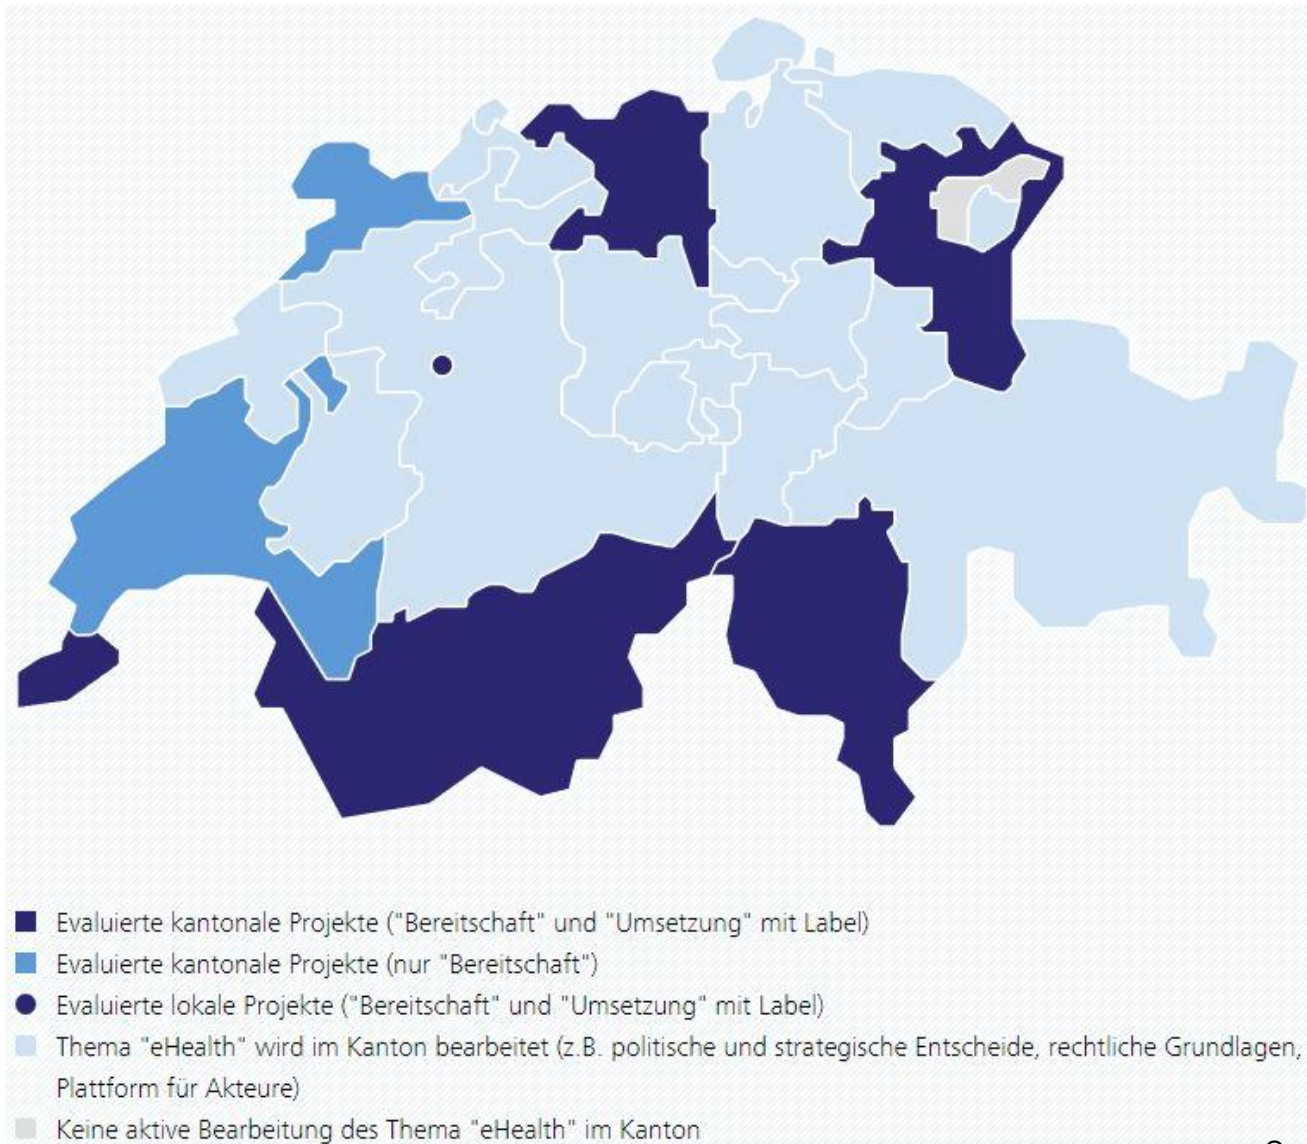 Evaluierte kantonale Projekte ("Bereitschaft" und "Umsetzung" mit Label)
Evaluierte kantonale Projekte (nur "Bereitschaft")
Evaluierte lokale Projekte ("Bereitschaft" und "Umsetzung" mit Label)
Thema "eHealth" wird im Kanton bearbeitet (z.B. politische und strategische Entscheide, rechtliche Grundlagen,
Plattform für Akteure)
Keine aktive Bearbeitung des Thema "eHealth" im Kanton